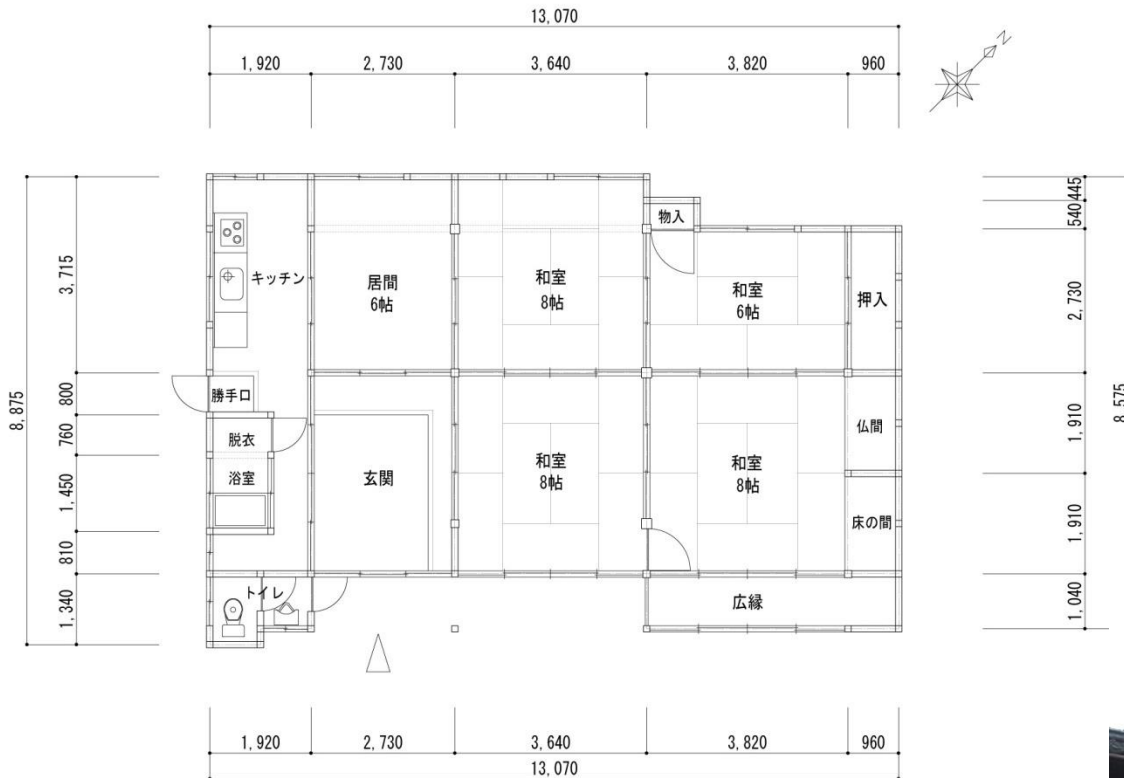 13,070
1,920
2,730
3,640
3,820
960
N
8,875
3,715
800
760
1,450
810
1,340
キッチン
居間
6帖
和室
8帖
物入
和室
6帖
押入
勝手口
脱衣
浴室
玄関
和室
8帖
和室
8帖
仏間
床の間
トイレ
広縁
445
540
2,730
1,910
1,910
1,040
8,575
1,920
2,730
3,640
3,820
960
13,070